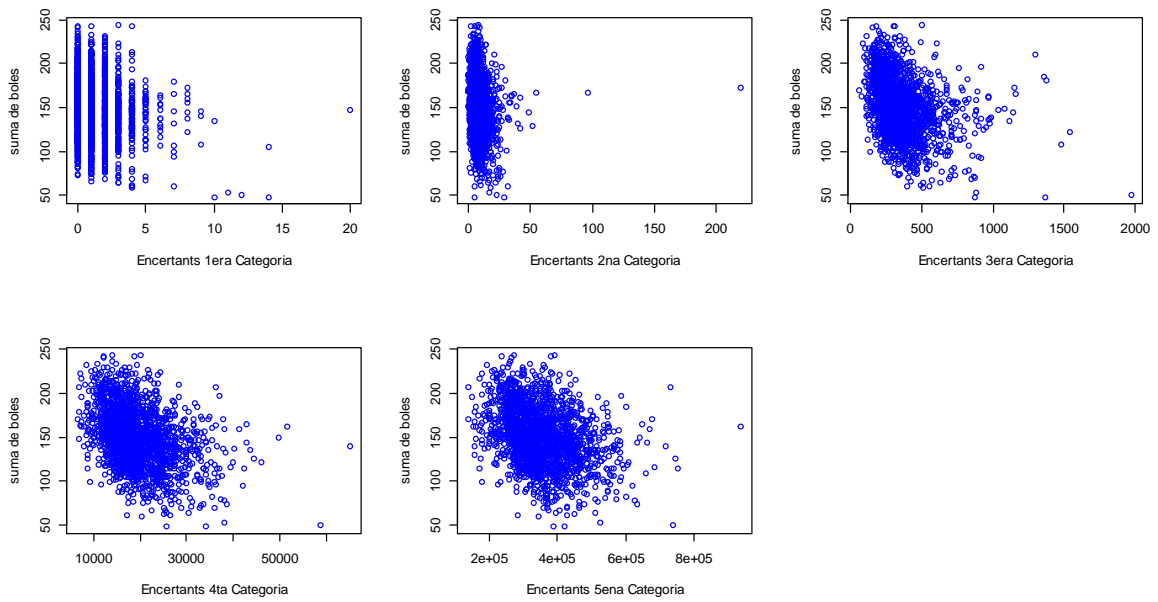 suma de boles
50 100 150 200 250
0 5 10 15 20
Encertants 1era Categoria
suma de boles
50 100 150 200 250
0 50 100 150 200
Encertants 2na Categoria
suma de boles
50 100 150 200 250
0 500 1000 1500 2000
Encertants 3era Categoria
suma de boles
50 100 150 200 250
10000 30000 50000
Encertants 4ta Categoria
suma de boles
50 100 150 200 250
2e+05 4e+05 6e+05 8e+05
Encertants 5ena Categoria